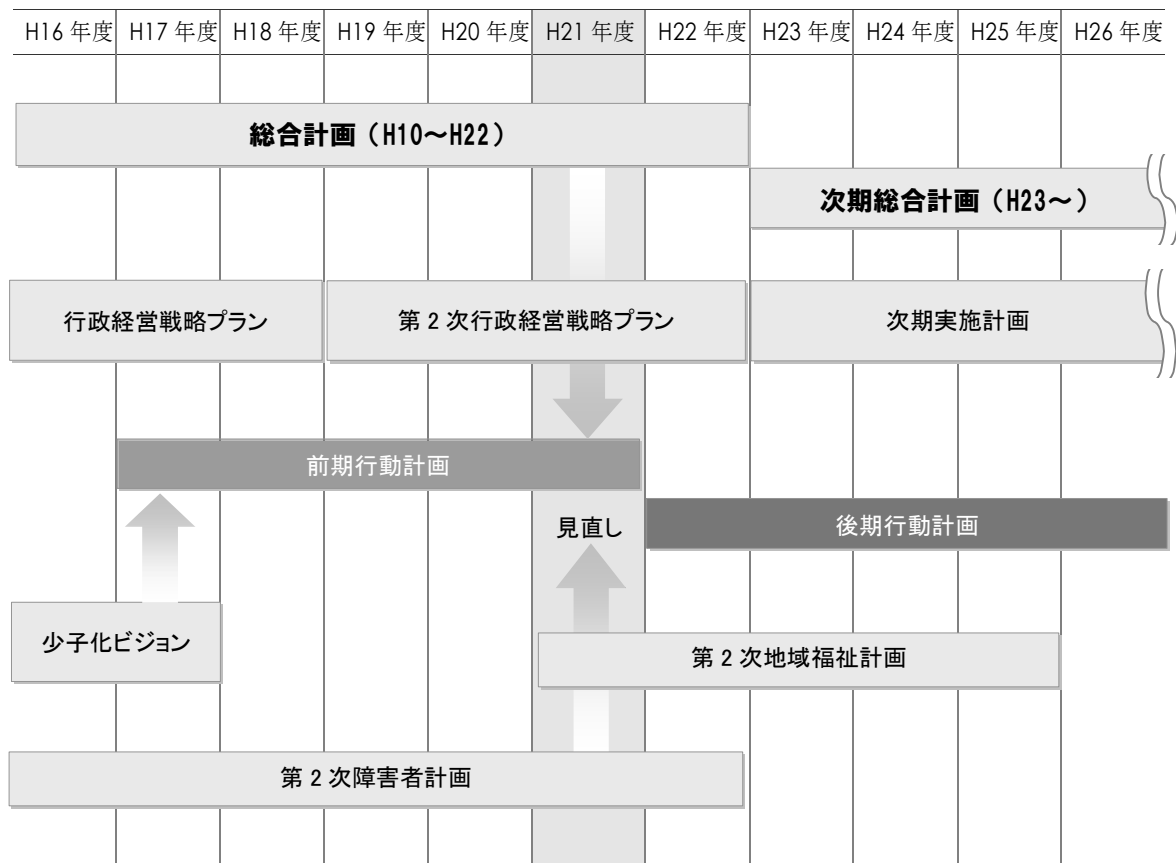 H16 年度 H17 年度 H18 年度 H19 年度 H20 年度 H21 年度 H22 年度 H23 年度 H24 年度 H25 年度 H26 年度
総合計画（H10～H22）
次期総合計画（H23～）
行政経営戦略プラン 第2次行政経営戦略プラン 次期実施計画
前期行動計画
見直し 後期行動計画
少子化ビジョン
第2次地域福祉計画
第2次障害者計画